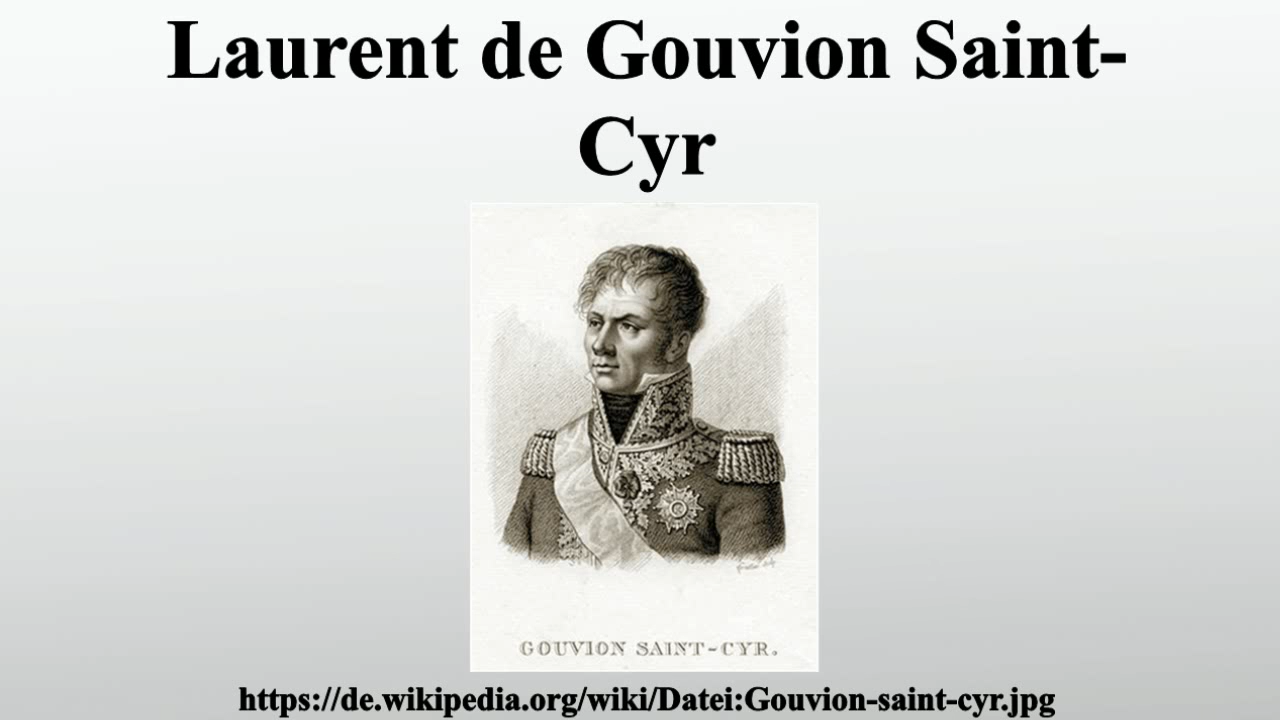 Laurent de Gouvion Saint-
Cyr
GOUVION SAINT-CYR.
https://de.wikipedia.org/wiki/Datei:Gouvion-saint-cyr.jpg